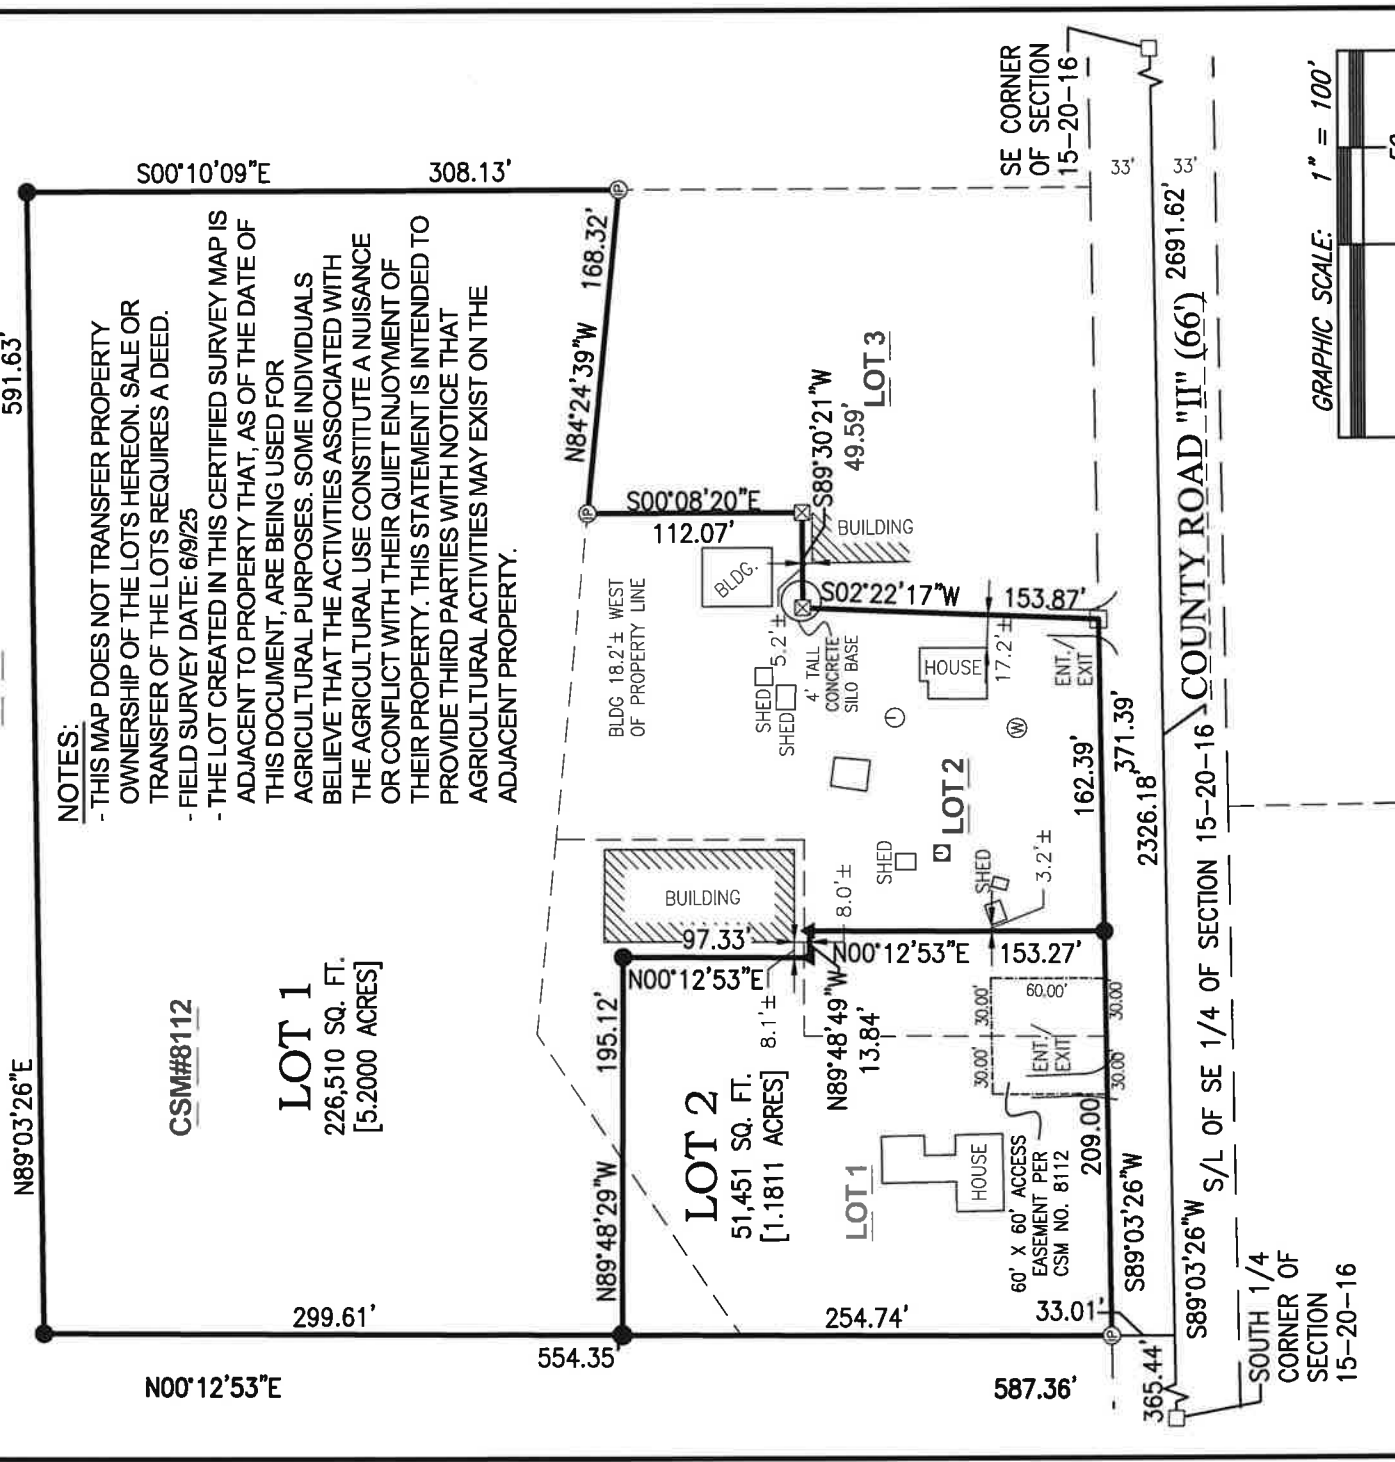 591.63'
N89°03'26"E
S00°10'09"E
308.13'
NOTES:
- THIS MAP DOES NOT TRANSFER PROPERTY
OWNERSHIP OF THE LOTS HEREON. SALE OR
TRANSFER OF THE LOTS REQUIRES A DEED.
- FIELD SURVEY DATE: 6/9/25
- THE LOT CREATED IN THIS CERTIFIED SURVEY MAP IS
ADJACENT TO PROPERTY THAT, AS OF THE DATE OF
THIS DOCUMENT, ARE BEING USED FOR
AGRICULTURAL PURPOSES. SOME INDIVIDUALS
BELIEVE THAT THE ACTIVITIES ASSOCIATED WITH
THE AGRICULTURAL USE CONSTITUTE A NUISANCE
OR CONFLICT WITH THEIR QUIET ENJOYMENT OF
THEIR PROPERTY. THIS STATEMENT IS INTENDED TO
PROVIDE THIRD PARTIES WITH NOTICE THAT
AGRICULTURAL ACTIVITIES MAY EXIST ON THE
ADJACENT PROPERTY.
CSM#8112
LOT 1
226,510 SQ. FT.
[5.2000 ACRES]
N00°12'53"E
299.61'
554.35'
587.36'
254.74'
N89°48'29"W
195.12'
N00°12'53"E
97.33'
8.1'±
N89°48'49"W
13.84'
8.0'±
N00°12'53"E
153.27'
3.2'±
BUILDING
BLDG 18.2'± WEST
OF PROPERTY LINE
BLDG.
N84°24'39"W
168.32'
IP
IP
S00°08'20"E
112.07'
S89°30'21"W
49.59'
LOT 3
BUILDING
S02°22'17"W
153.87'
5.2'±
4' TALL
CONCRETE
SILO BASE
SHED
SHED
HOUSE
17.2'±
ENT./
EXIT
W
SHED
LOT 2
SHED
162.39'
371.39'
2326.18'
LOT 2
51,451 SQ. FT.
[1.1811 ACRES]
LOT 1
HOUSE
60' X 60' ACCESS
EASEMENT PER
CSM NO. 8112
30.00'
30.00'
60.00'
30.00'
30.00'
ENT./
EXIT
209.00
S89°03'26"W
33.01'
IP
365.44'
S89°03'26"W
S/L OF SE 1/4 OF SECTION 15-20-16
COUNTY ROAD "II" (66')
2691.62'
33'
33'
SE CORNER
OF SECTION
15-20-16
SOUTH 1/4
CORNER OF
SECTION
15-20-16
GRAPHIC SCALE: 1" = 100'